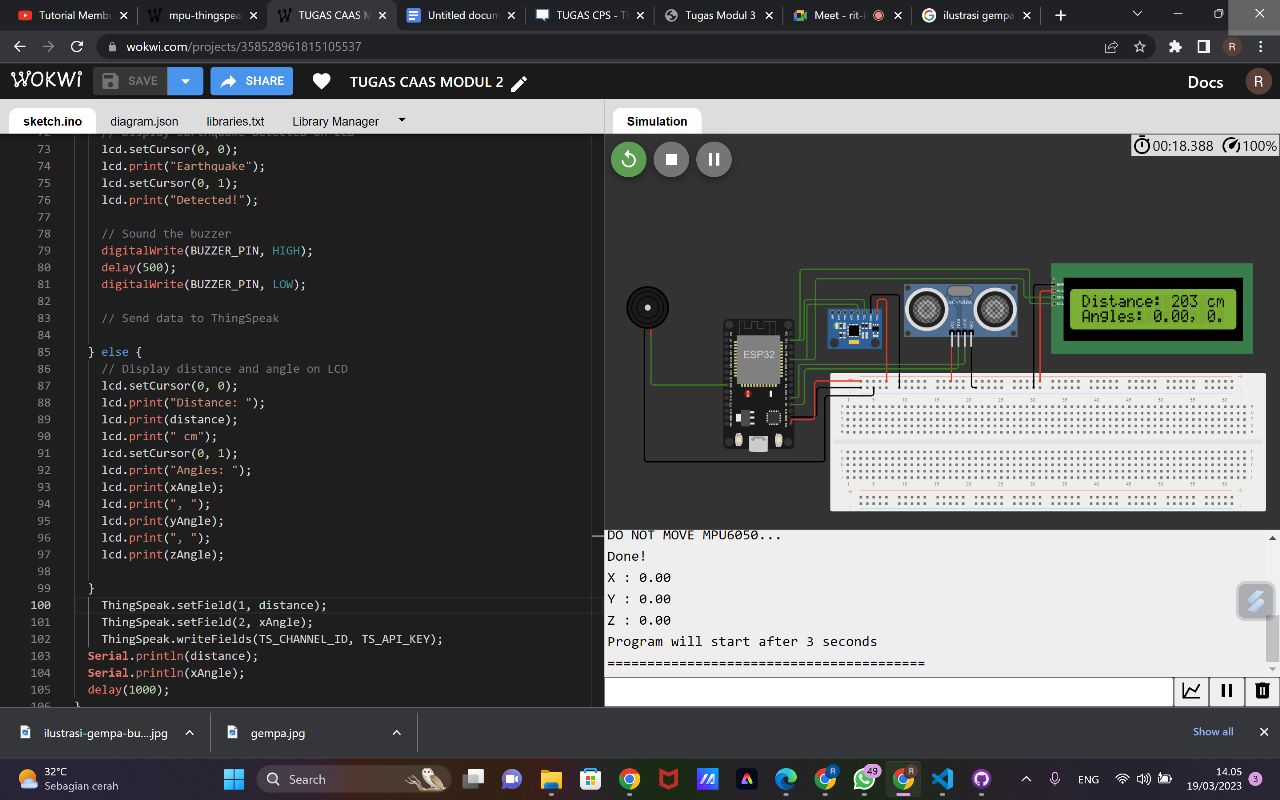 Tutorial Memb
mpu-thingspea
TUGAS CAAS M
Untitled docum
TUGAS CPS - T
Tugas Modul 3
Meet - rit-i
ilustrasi gempa
wokwi.com/projects/358528961815105537
R
WOKWi
SAVE
SHARE
TUGAS CAAS MODUL 2
Docs
R
sketch.ino
diagram.json
libraries.txt
Library Manager
Simulation
00:18.388
100%
72 // Display earthquake detected on LCD
73 lcd.setCursor(0, 0);
74 lcd.print("Earthquake");
75 lcd.setCursor(0, 1);
76 lcd.print("Detected!");
77
78 // Sound the buzzer
79 digitalWrite(BUZZER_PIN, HIGH);
80 delay(500);
81 digitalWrite(BUZZER_PIN, LOW);
82
83 // Send data to ThingSpeak
84
85 } else {
86 // Display distance and angle on LCD
87 lcd.setCursor(0, 0);
88 lcd.print("Distance: ");
89 lcd.print(distance);
90 lcd.print(" cm");
91 lcd.setCursor(0, 1);
92 lcd.print("Angles: ");
93 lcd.print(xAngle);
94 lcd.print(", ");
95 lcd.print(yAngle);
96 lcd.print(", ");
97 lcd.print(zAngle);
98
99 }
100 ThingSpeak.setField(1, distance);
101 ThingSpeak.setField(2, xAngle);
102 ThingSpeak.writeFields(TS_CHANNEL_ID, TS_API_KEY);
103 Serial.println(distance);
104 Serial.println(xAngle);
105 delay(1000);
106 }
ESP32
HC-SR04
Distance: 203 cm
Angles: 0.00, 0.
DO NOT MOVE MPU6050...
Done!
X : 0.00
Y : 0.00
Z : 0.00
Program will start after 3 seconds
========================================
ilustrasi-gempa-bu....jpg
gempa.jpg
Show all
32°C
Sebagian cerah
Search
49
ENG
14.05
19/03/2023
3